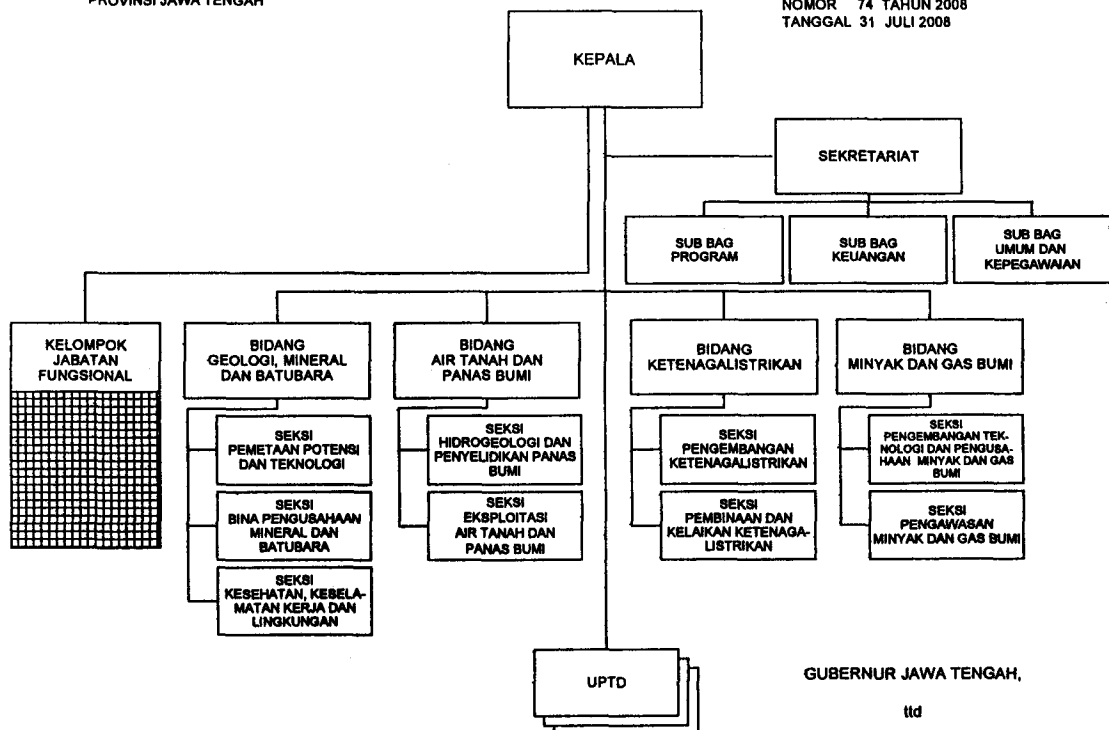 PROVINSI JAWA TENGAH
NOMOR 74 TAHUN 2008
TANGGAL 31 JULI 2008
KEPALA
SEKRETARIAT
SUB BAG
PROGRAM
SUB BAG
KEUANGAN
SUB BAG
UMUM DAN
KEPEGAWAIAN
KELOMPOK
JABATAN
FUNGSIONAL
BIDANG
GEOLOGI, MINERAL
DAN BATUBARA
BIDANG
AIR TANAH DAN
PANAS BUMI
BIDANG
KETENAGALISTRIKAN
BIDANG
MINYAK DAN GAS BUMI
SEKSI
PEMETAAN POTENSI
DAN TEKNOLOGI
SEKSI
BINA PENGUSAHAAN
MINERAL DAN
BATUBARA
SEKSI
KESEHATAN, KESELA-
MATAN KERJA DAN
LINGKUNGAN
SEKSI
HIDROGEOLOGI DAN
PENYELIDIKAN PANAS
BUMI
SEKSI
EKSPLOITASI
AIR TANAH DAN
PANAS BUMI
SEKSI
PENGEMBANGAN
KETENAGALISTRIKAN
SEKSI
PEMBINAAN DAN
KELAIKAN KETENAGA-
LISTRIKAN
SEKSI
PENGEMBANGAN TEK-
NOLOGI DAN PENGUSA-
HAAN MINYAK DAN GAS
BUMI
SEKSI
PENGAWASAN
MINYAK DAN GAS BUMI
UPTD
GUBERNUR JAWA TENGAH,
ttd